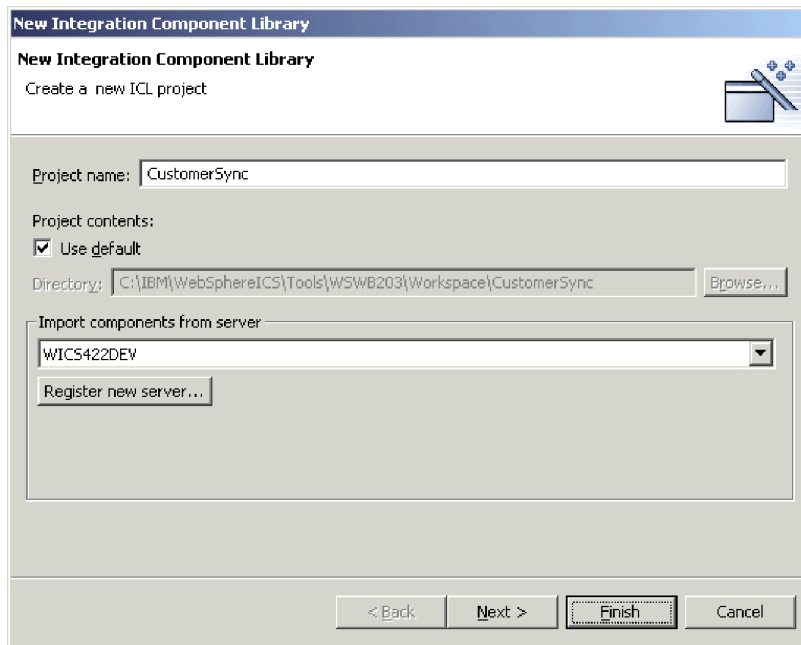 New Integration Component Library
New Integration Component Library
Create a new ICL project
Project name: CustomerSync
Project contents:
Use default
Directory: C:\IBM\WebSphereICS\Tools\WSWB203\Workspace\CustomerSync Browse...
Import components from server
WICS422DEV
Register new server...
< Back Next > Finish Cancel